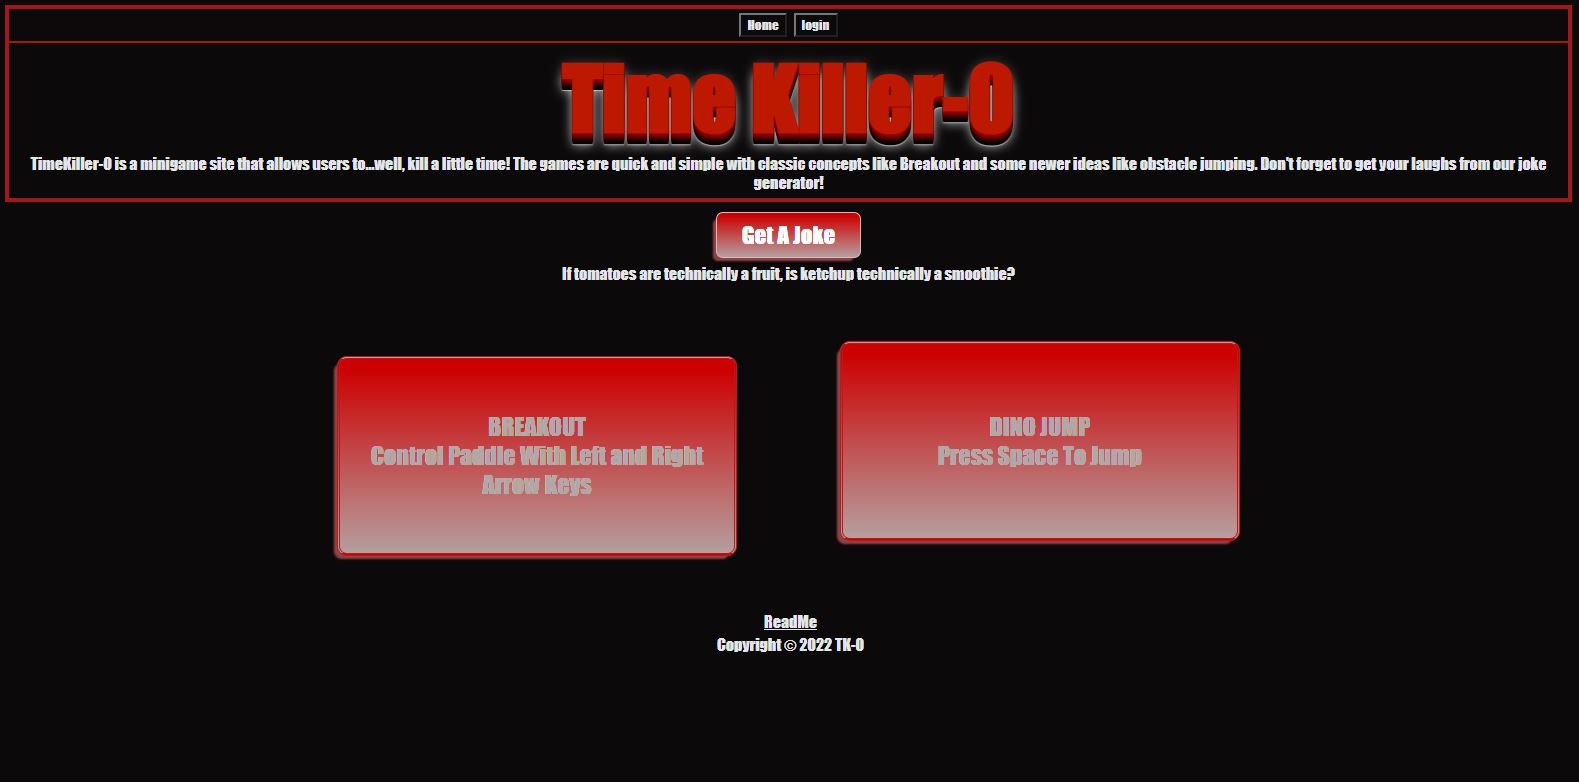 Home login
Time Killer-O
TimeKiller-O is a minigame site that allows users to...well, kill a little time! The games are quick and simple with classic concepts like Breakout and some newer ideas like obstacle jumping. Don't forget to get your laughs from our joke
generator!
Get A Joke
If tomatoes are technically a fruit, is ketchup technically a smoothie?
BREAKOUT
Control Paddle With Left and Right
Arrow Keys
DINO JUMP
Press Space To Jump
ReadMe
Copyright © 2022 TK-O